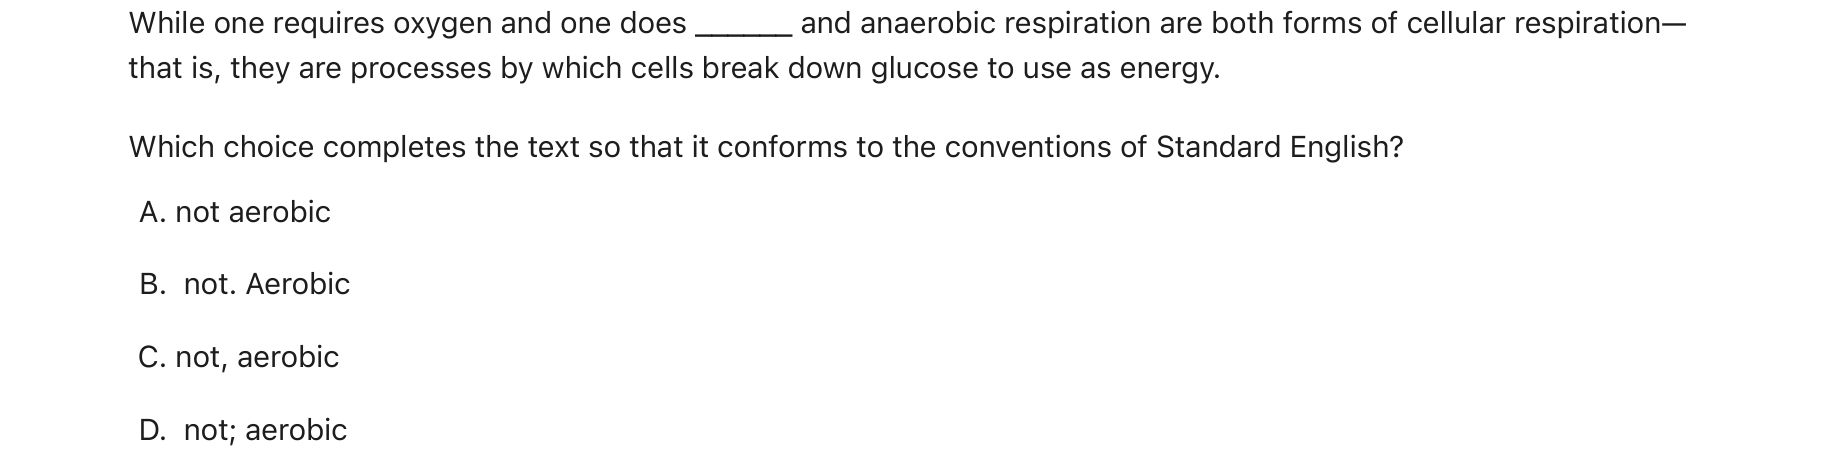 While one requires oxygen and one does ______ and anaerobic respiration are both forms of cellular respiration—
that is, they are processes by which cells break down glucose to use as energy.
Which choice completes the text so that it conforms to the conventions of Standard English?
A. not aerobic
B. not. Aerobic
C. not, aerobic
D. not; aerobic